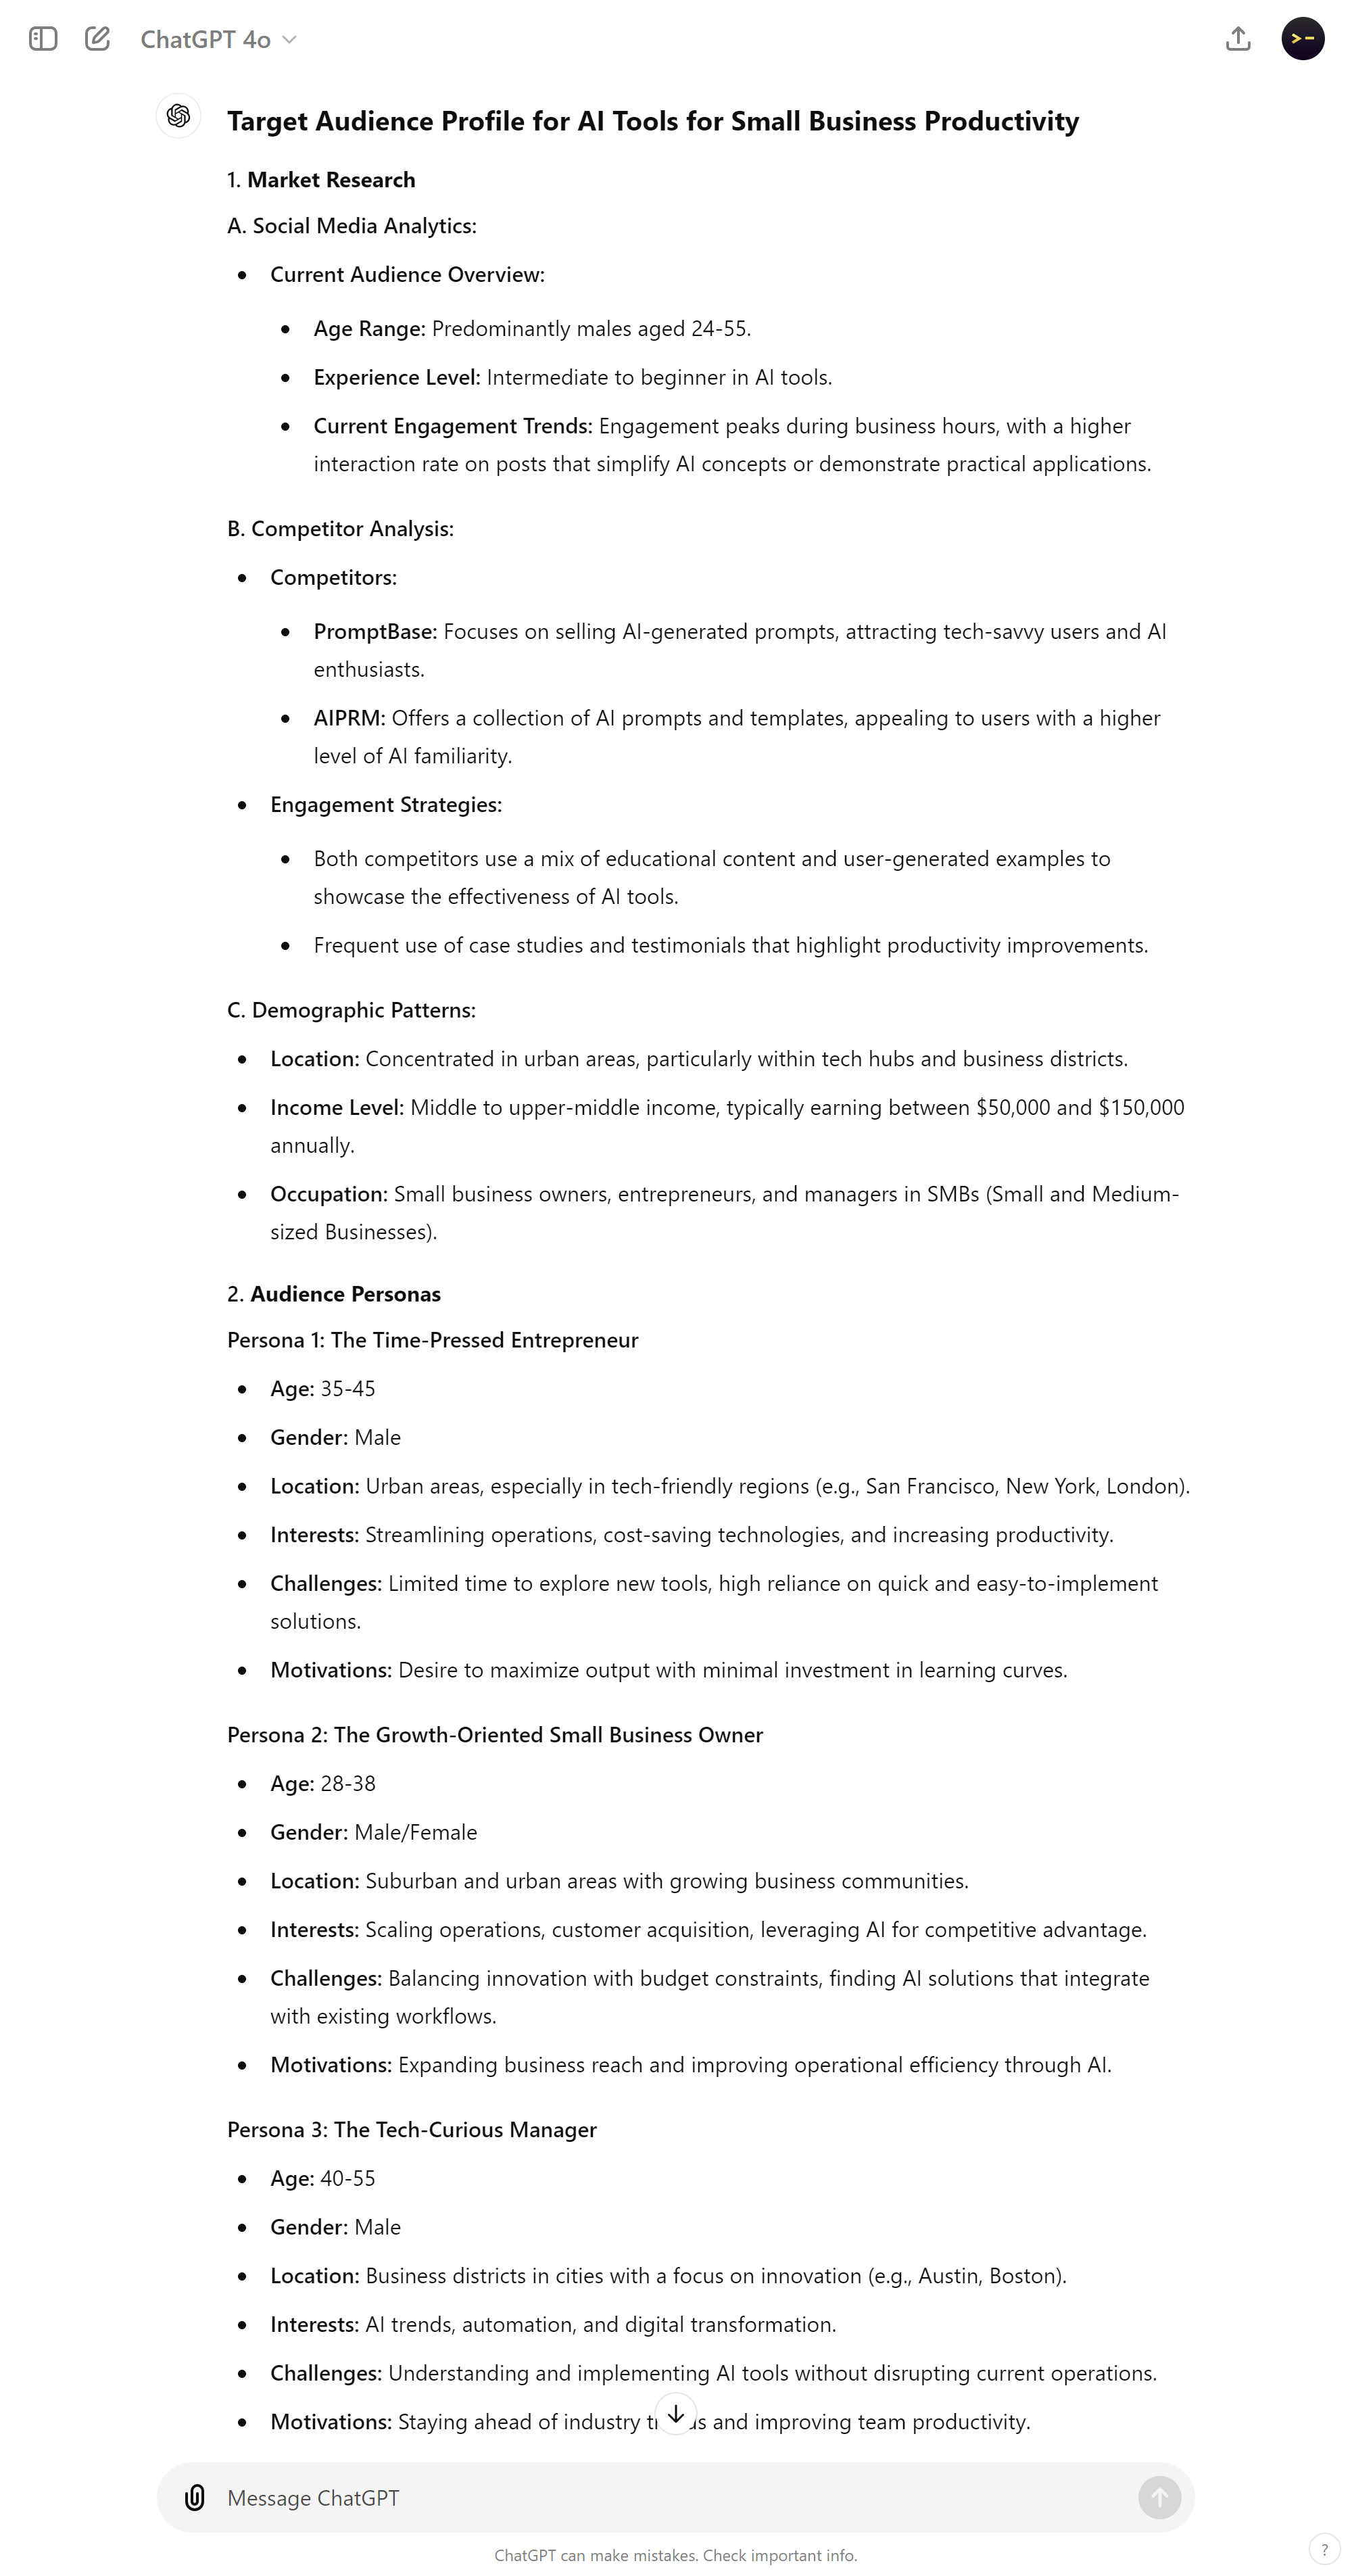 ChatGPT 4o
Target Audience Profile for AI Tools for Small Business Productivity
1. Market Research
A. Social Media Analytics:
• Current Audience Overview:
• Age Range: Predominantly males aged 24-55.
• Experience Level: Intermediate to beginner in AI tools.
• Current Engagement Trends: Engagement peaks during business hours, with a higher
interaction rate on posts that simplify AI concepts or demonstrate practical applications.
B. Competitor Analysis:
• Competitors:
• PromptBase: Focuses on selling AI-generated prompts, attracting tech-savvy users and AI
enthusiasts.
• AIPRM: Offers a collection of AI prompts and templates, appealing to users with a higher
level of AI familiarity.
• Engagement Strategies:
• Both competitors use a mix of educational content and user-generated examples to
showcase the effectiveness of AI tools.
• Frequent use of case studies and testimonials that highlight productivity improvements.
C. Demographic Patterns:
• Location: Concentrated in urban areas, particularly within tech hubs and business districts.
• Income Level: Middle to upper-middle income, typically earning between $50,000 and $150,000
annually.
• Occupation: Small business owners, entrepreneurs, and managers in SMBs (Small and Medium-
sized Businesses).
2. Audience Personas
Persona 1: The Time-Pressed Entrepreneur
• Age: 35-45
• Gender: Male
• Location: Urban areas, especially in tech-friendly regions (e.g., San Francisco, New York, London).
• Interests: Streamlining operations, cost-saving technologies, and increasing productivity.
• Challenges: Limited time to explore new tools, high reliance on quick and easy-to-implement
solutions.
• Motivations: Desire to maximize output with minimal investment in learning curves.
Persona 2: The Growth-Oriented Small Business Owner
• Age: 28-38
• Gender: Male/Female
• Location: Suburban and urban areas with growing business communities.
• Interests: Scaling operations, customer acquisition, leveraging AI for competitive advantage.
• Challenges: Balancing innovation with budget constraints, finding AI solutions that integrate
with existing workflows.
• Motivations: Expanding business reach and improving operational efficiency through AI.
Persona 3: The Tech-Curious Manager
• Age: 40-55
• Gender: Male
• Location: Business districts in cities with a focus on innovation (e.g., Austin, Boston).
• Interests: AI trends, automation, and digital transformation.
• Challenges: Understanding and implementing AI tools without disrupting current operations.
• Motivations: Staying ahead of industry and improving team productivity.
Message ChatGPT
ChatGPT can make mistakes. Check important info.
?